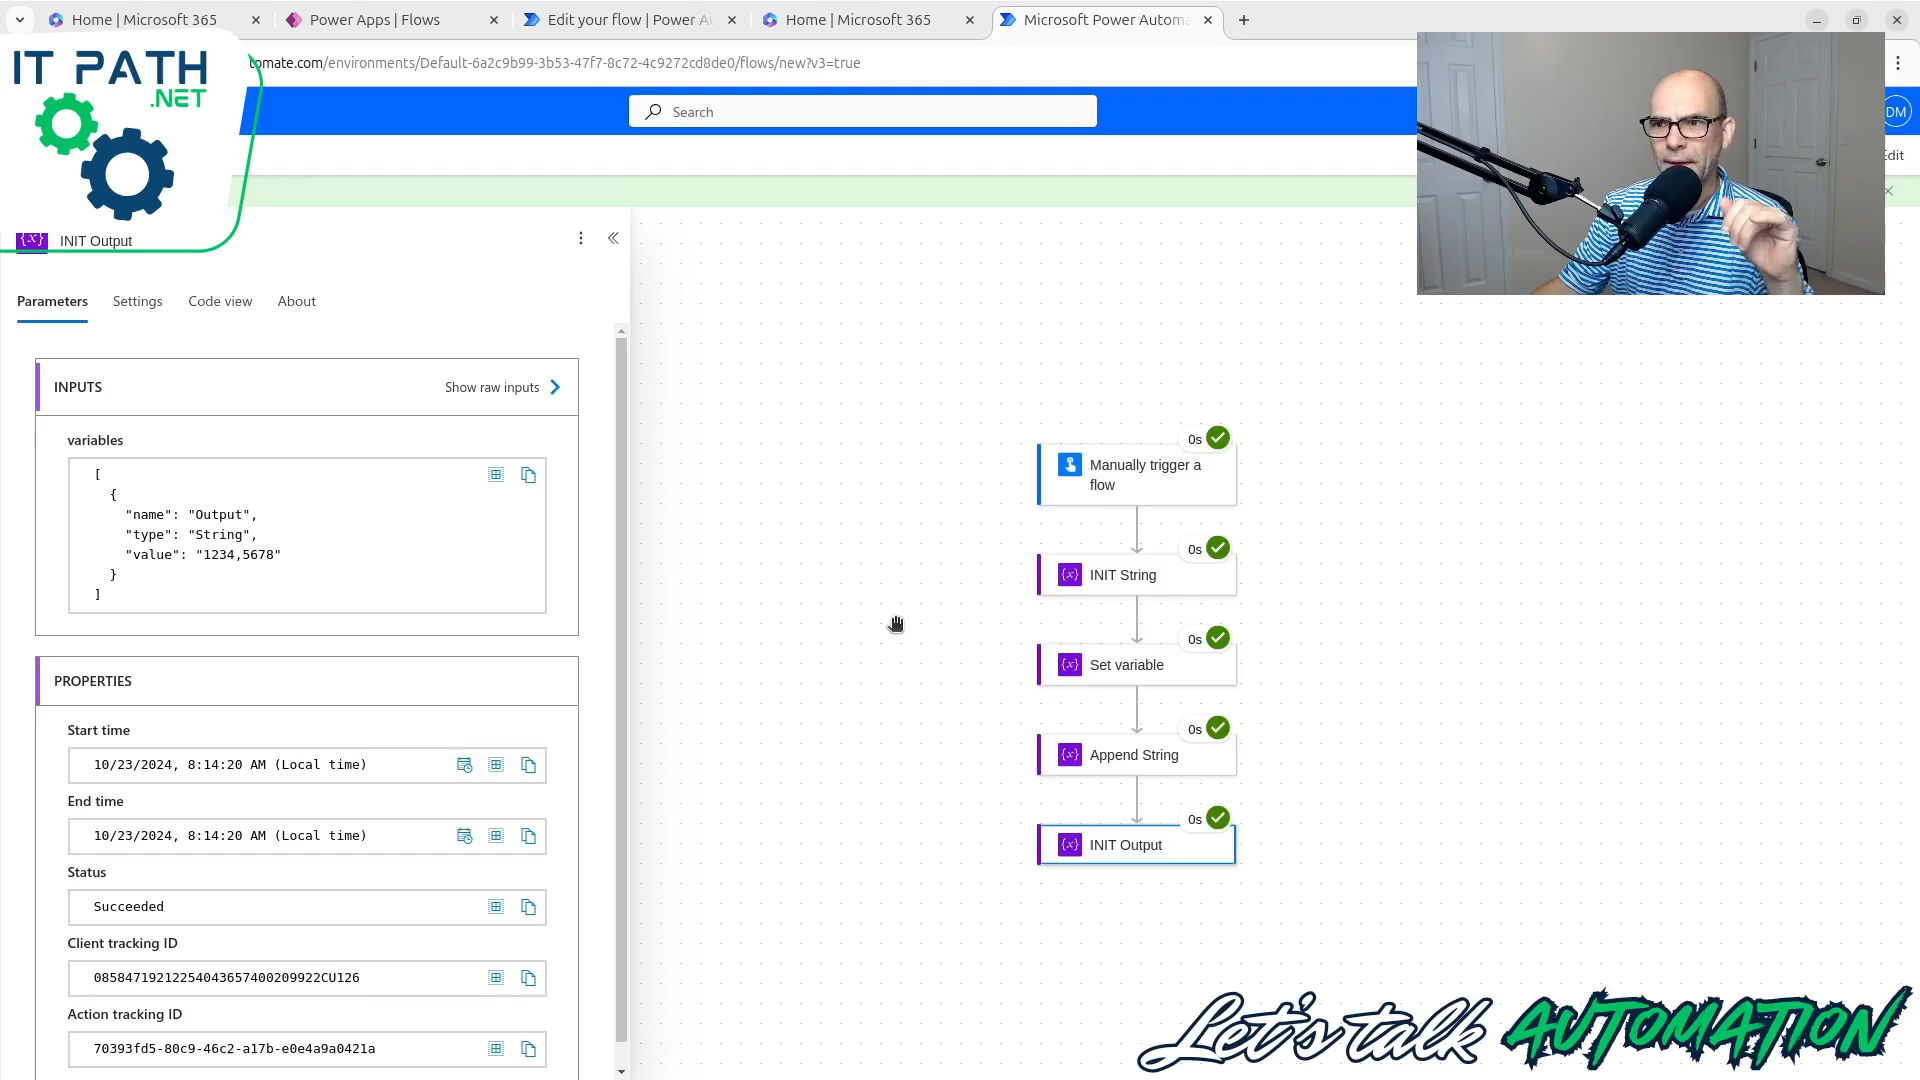 Home | Microsoft 365
Power Apps | Flows
Edit your flow | Power Au
Home | Microsoft 365
Microsoft Power Automa
tomate.com/environments/Default-6a2c9b99-3b53-47f7-8c72-4c9272cd8de0/flows/new?v3=true
IT PATH
.NET
Search
DM
Edit
{x} INIT Output
Parameters
Settings
Code view
About
INPUTS
Show raw inputs
variables
[
{
"name": "Output",
"type": "String",
"value": "1234,5678"
}
]
PROPERTIES
Start time
10/23/2024, 8:14:20 AM (Local time)
End time
10/23/2024, 8:14:20 AM (Local time)
Status
Succeeded
Client tracking ID
08584719212254043657400209922CU126
Action tracking ID
70393fd5-80c9-46c2-a17b-e0e4a9a0421a
0s
Manually trigger a
flow
0s
{x} INIT String
0s
{x} Set variable
0s
{x} Append String
0s
{x} INIT Output
Let's talk AUTOMATION